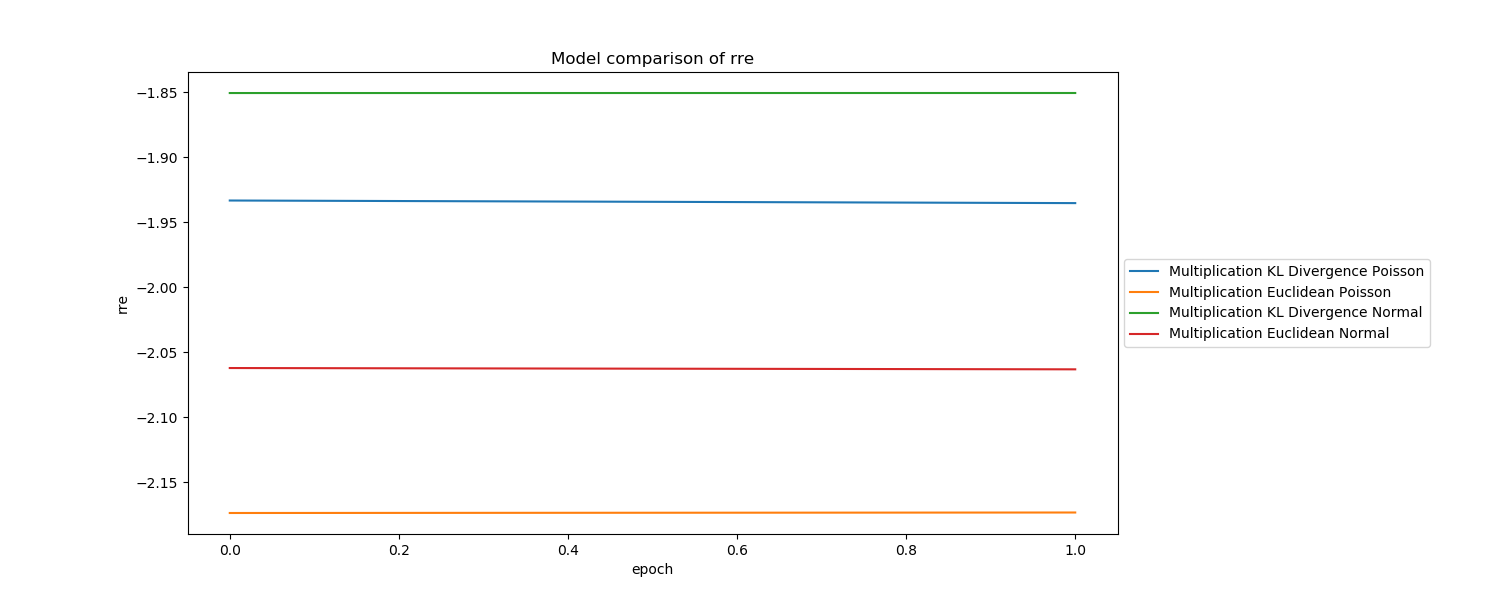 Model comparison of rre
−1.85
−1.90
−1.95
−2.00
−2.05
−2.10
−2.15
rre
0.0 0.2 0.4 0.6 0.8 1.0
epoch
Multiplication KL Divergence Poisson
Multiplication Euclidean Poisson
Multiplication KL Divergence Normal
Multiplication Euclidean Normal